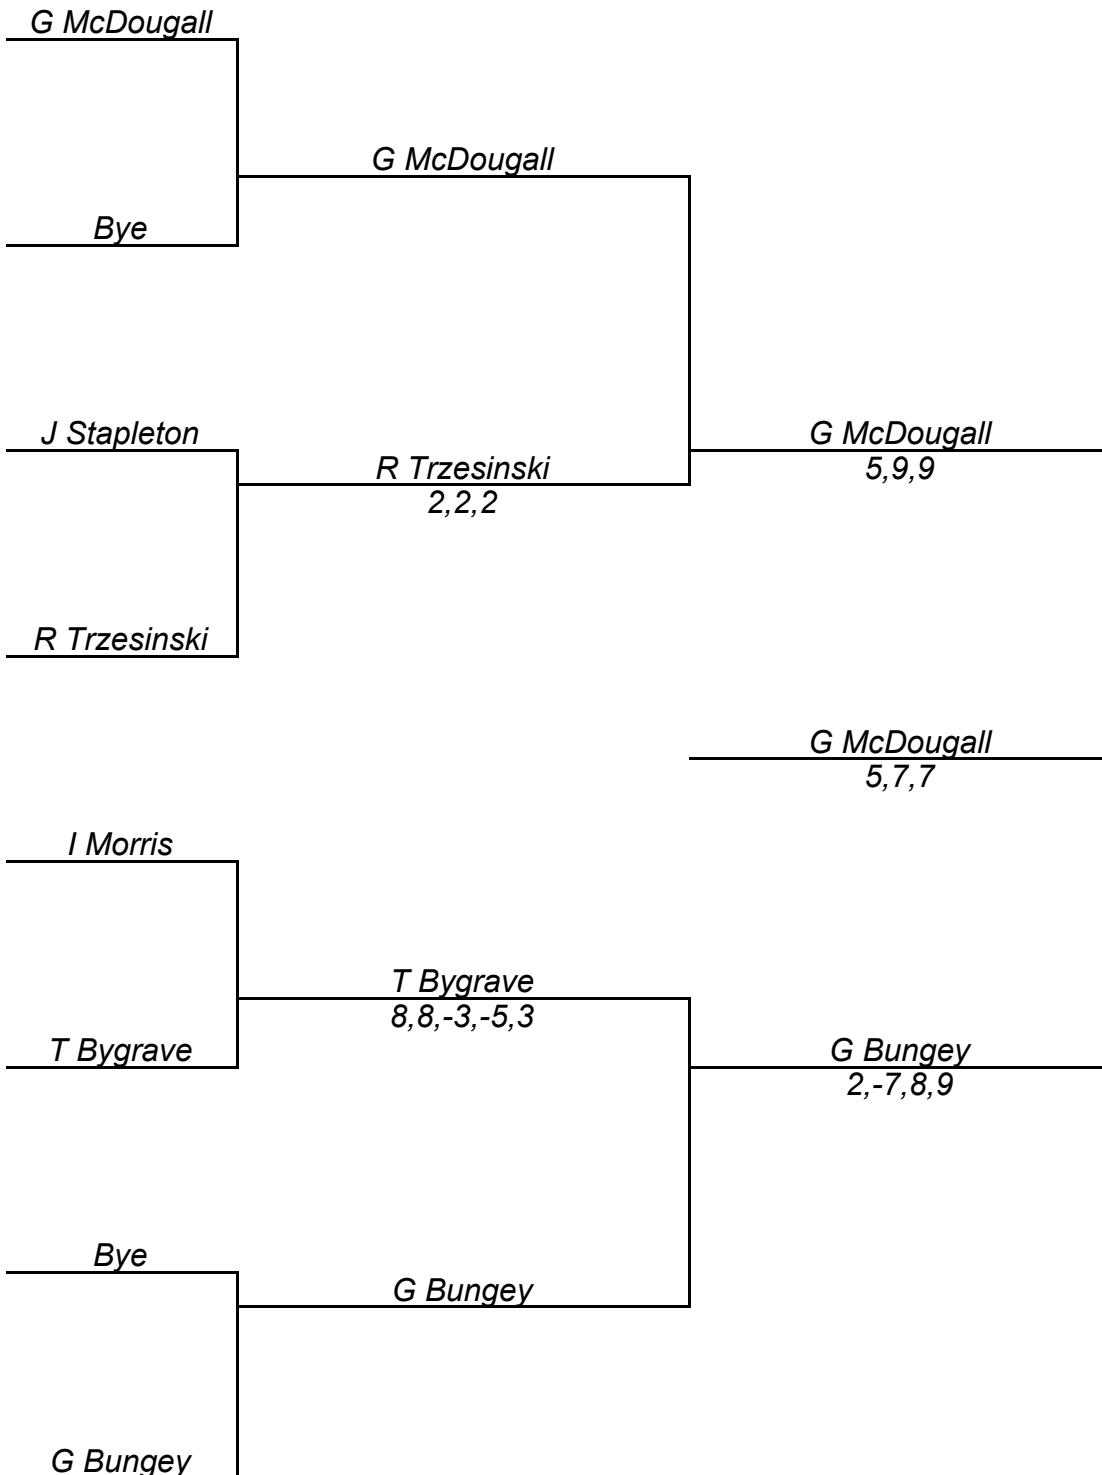 G McDougall
G McDougall
Bye
J Stapleton
G McDougall
R Trzesinski
5,9,9
2,2,2
R Trzesinski
G McDougall
5,7,7
I Morris
T Bygrave
8,8,-3,-5,3
T Bygrave
G Bungey
2,-7,8,9
Bye
G Bungey
G Bungey